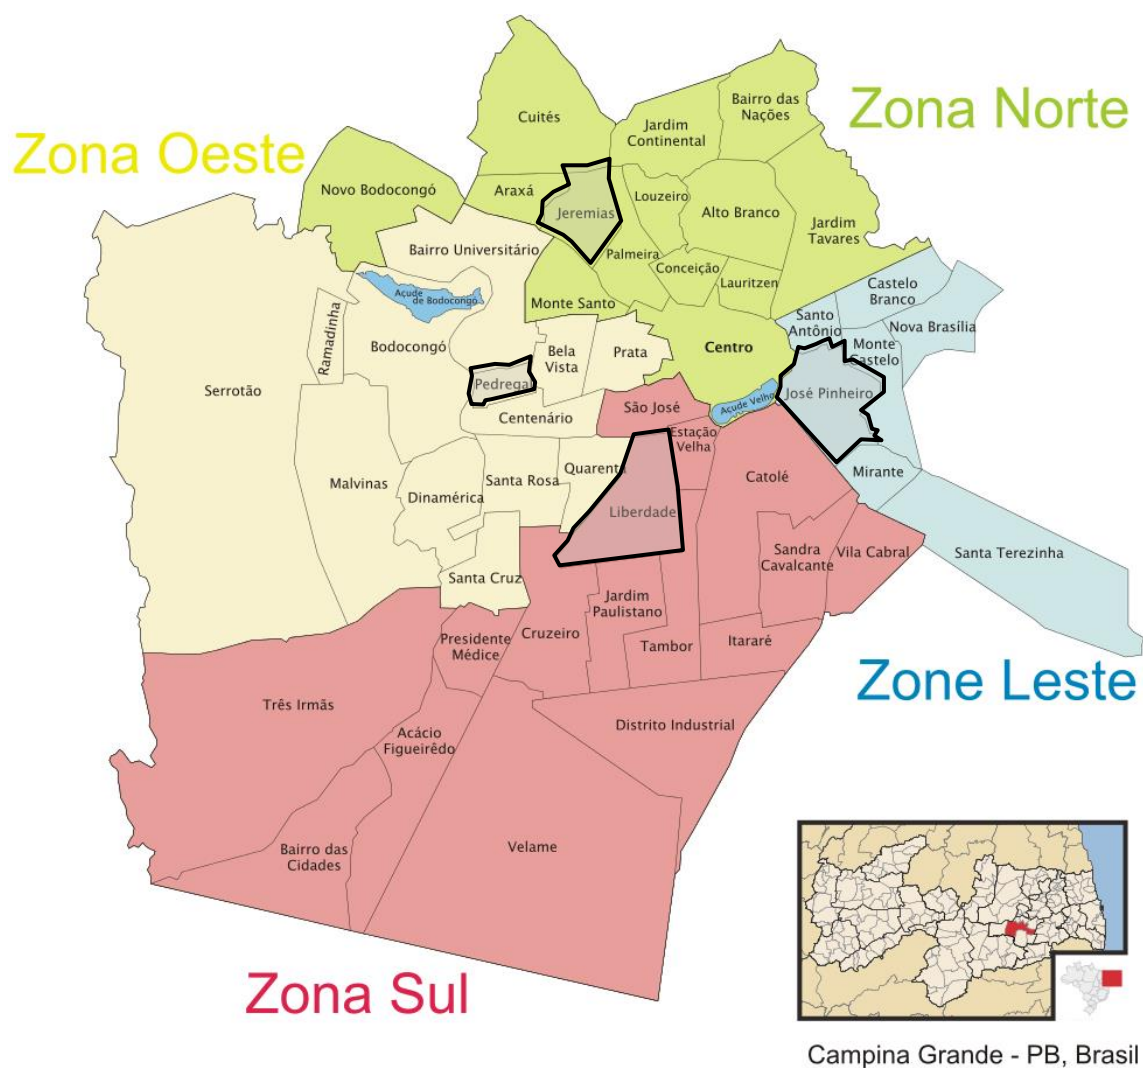 Zona Norte
Zona Oeste
Cuités
Bairro das
Nações
Jardim
Continental
Novo Bodocongó
Araxá
Jeremias
Louzeiro
Alto Branco
Jardim
Tavares
Bairro Universitário
Palmeira
Conceição
Lauritzen
Castelo
Branco
Açude
de Bodocongó
Monte Santo
Santo
Antônio
Nova Brasília
Ramadinha
Bodocongó
Bela
Vista
Prata
Centro
Monte
Castelo
Serrotão
Pedregal
José Pinheiro
Centenário
São José
Açude Velho
Estação
Velha
Malvinas
Dinamérica
Santa Rosa
Quarenta
Catolé
Mirante
Liberdade
Sandra
Cavalcante
Vila Cabral
Santa Terezinha
Santa Cruz
Jardim
Paulistano
Presidente
Médice
Cruzeiro
Tambor
Itararé
Zone Leste
Três Irmãs
Acácio
Figueirêdo
Distrito Industrial
Bairro das
Cidades
Velame
Zona Sul
Campina Grande - PB, Brasil